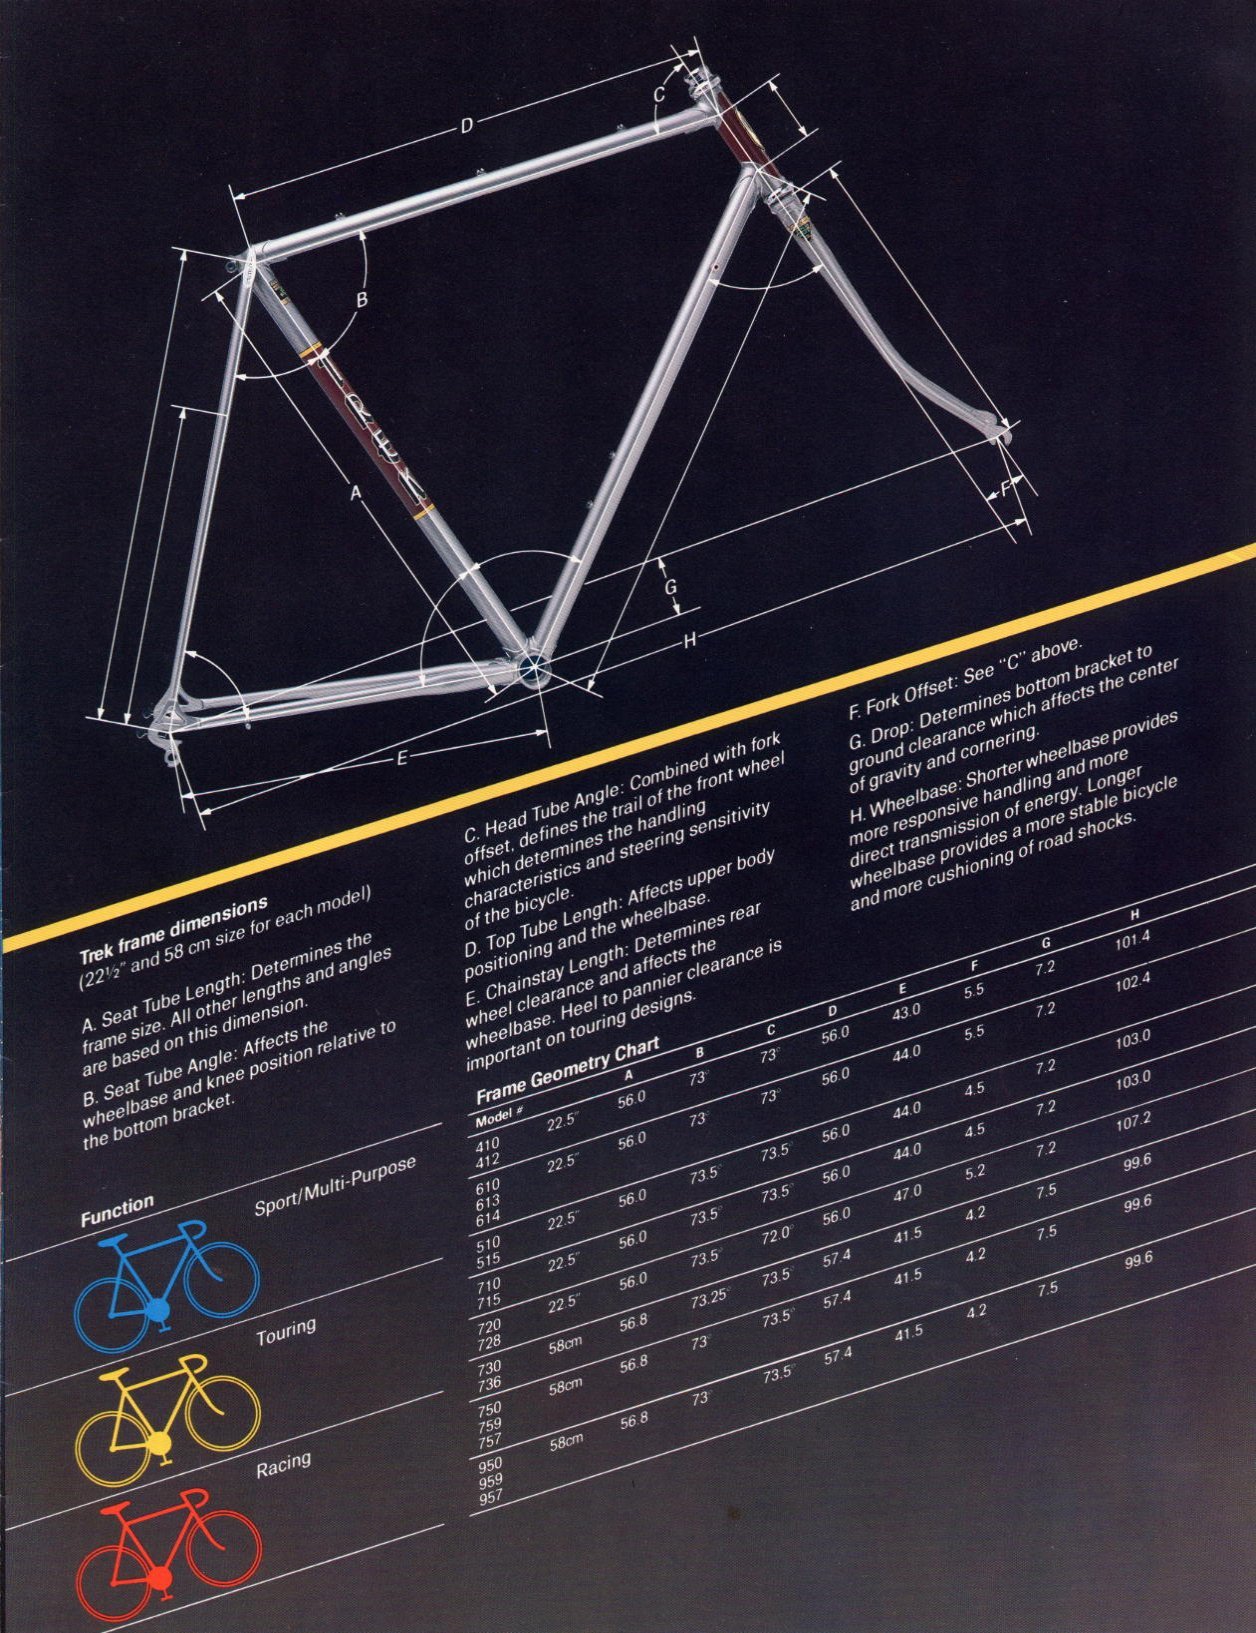 D
C
B
TREK
A
F
G
H
E
Trek frame dimensions
(22½" and 58 cm size for each model)
A. Seat Tube Length: Determines the
frame size. All other lengths and angles
are based on this dimension.
B. Seat Tube Angle: Affects the
wheelbase and knee position relative to
the bottom bracket.
C. Head Tube Angle: Combined with fork
offset, defines the trail of the front wheel
which determines the handling
characteristics and steering sensitivity
of the bicycle.
D. Top Tube Length: Affects upper body
positioning and the wheelbase.
E. Chainstay Length: Determines rear
wheel clearance and affects the
wheelbase. Heel to pannier clearance is
important on touring designs.
F. Fork Offset: See "C" above.
G. Drop: Determines bottom bracket to
ground clearance which affects the center
of gravity and cornering.
H. Wheelbase: Shorter wheelbase provides
more responsive handling and more
direct transmission of energy. Longer
wheelbase provides a more stable bicycle
and more cushioning of road shocks.
Function
Sport/Multi-Purpose
Touring
Racing
Frame Geometry Chart
Model # A B C D E F G H
410 22.5" 56.0 73° 73° 56.0 43.0 5.5 7.2 101.4
412
610 22.5" 56.0 73° 73° 56.0 44.0 5.5 7.2 102.4
613
614
510 22.5" 56.0 73.5° 73.5° 56.0 44.0 4.5 7.2 103.0
515
710 22.5" 56.0 73.5° 73.5° 56.0 44.0 4.5 7.2 103.0
715
720 22.5" 56.0 73.5° 72.0° 56.0 47.0 5.2 7.2 107.2
728
730 58cm 56.8 73.25° 73.5° 57.4 41.5 4.2 7.5 99.6
736
750 58cm 56.8 73° 73.5° 57.4 41.5 4.2 7.5 99.6
759
757
950 58cm 56.8 73° 73.5° 57.4 41.5 4.2 7.5 99.6
959
957